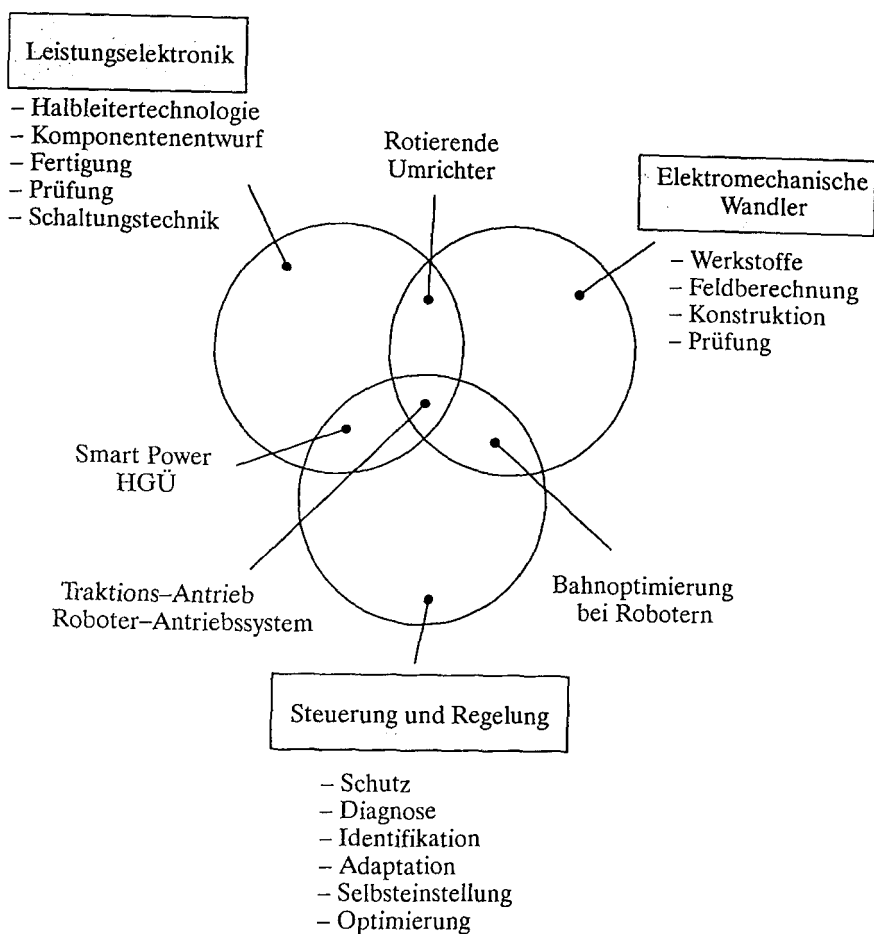 Leistungselektronik
– Halbleitertechnologie
– Komponentenentwurf
– Fertigung
– Prüfung
– Schaltungstechnik
Rotierende
Umrichter
Elektromechanische
Wandler
– Werkstoffe
– Feldberechnung
– Konstruktion
– Prüfung
Smart Power
HGÜ
Traktions–Antrieb
Roboter–Antriebssystem
Bahnoptimierung
bei Robotern
Steuerung und Regelung
– Schutz
– Diagnose
– Identifikation
– Adaptation
– Selbsteinstellung
– Optimierung